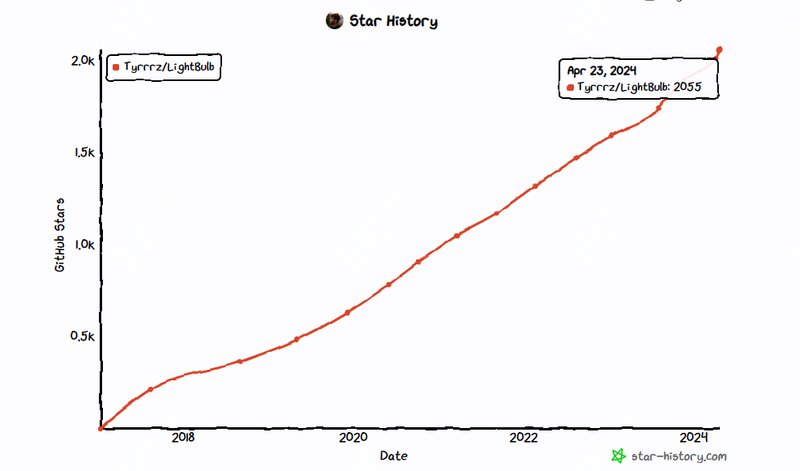 Star History
2.0k
Tyrrrz/LightBulb
Apr 23, 2024
Tyrrrz/LightBulb: 2055
1.5k
1.0k
0.5k
GitHub Stars
2018
2020
2022
2024
Date
star-history.com